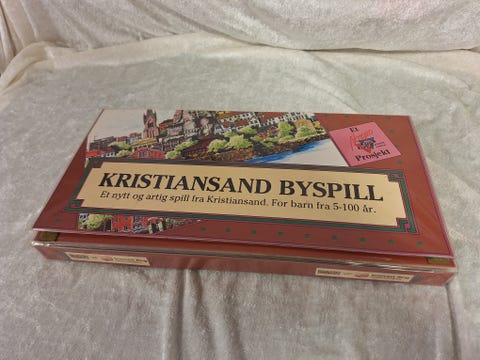 Et
Prosjekt
KRISTIANSAND BYSPILL
Et nytt og artig spill fra Kristiansand. For barn fra 5-100 år.